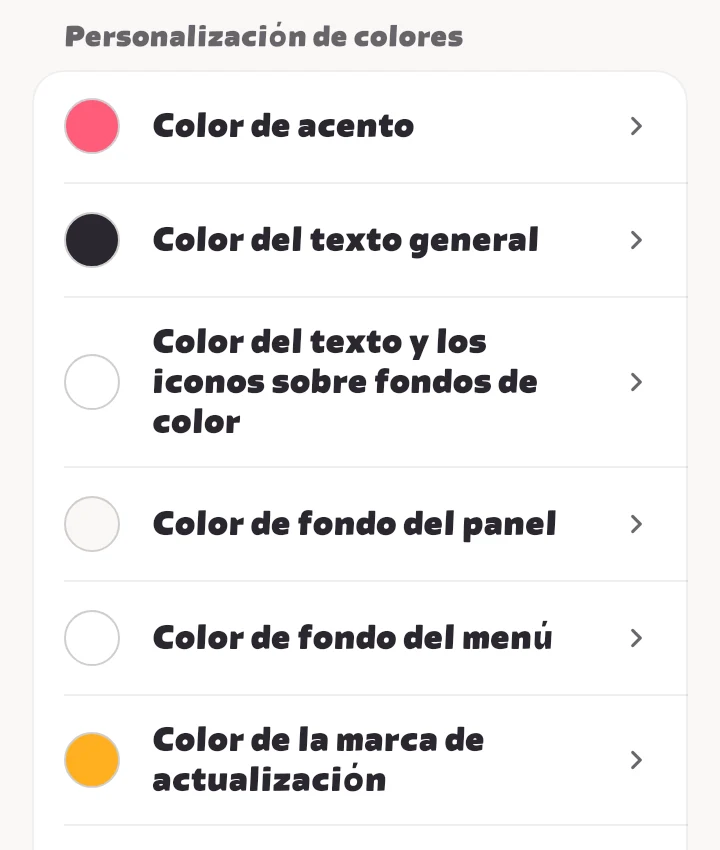 Personalización de colores
Color de acento
Color del texto general
Color del texto y los
iconos sobre fondos de
color
Color de fondo del panel
Color de fondo del menú
Color de la marca de
actualización